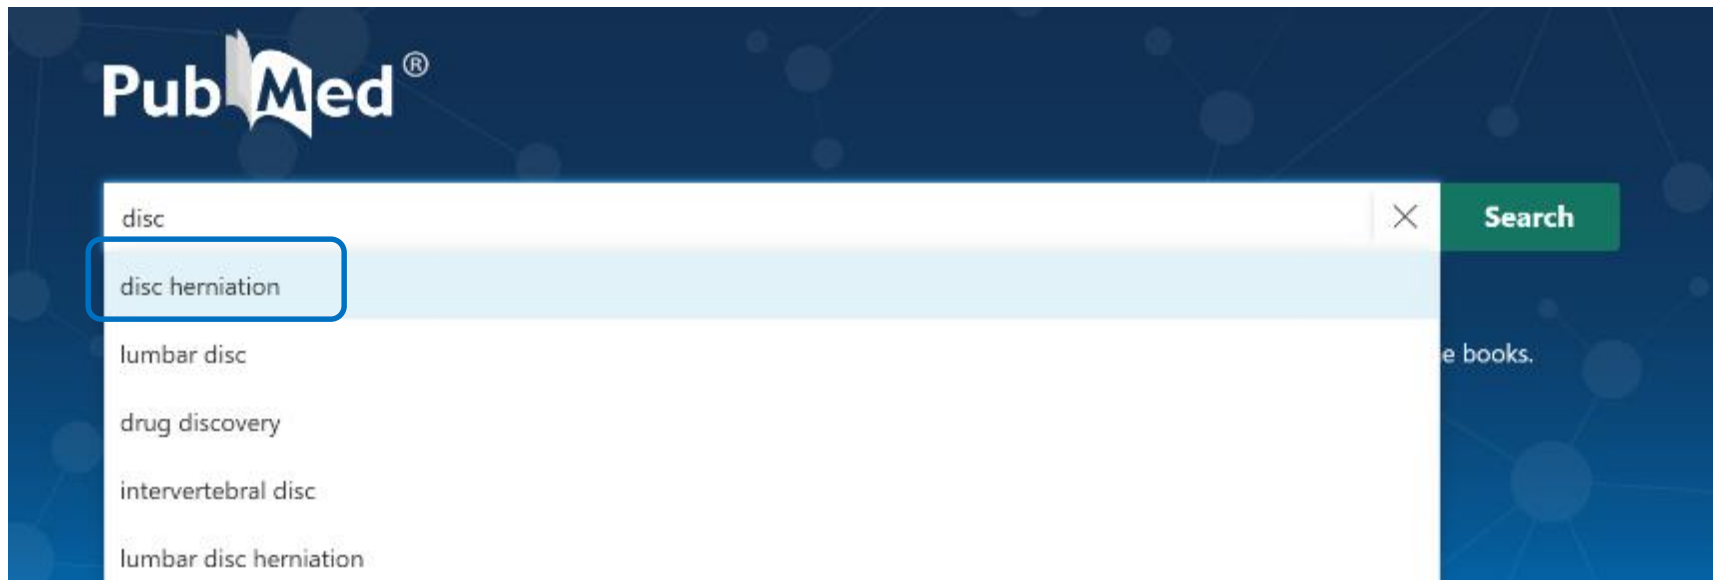 PubMed®
disc
Search
disc herniation
lumbar disc
e books.
drug discovery
intervertebral disc
lumbar disc herniation